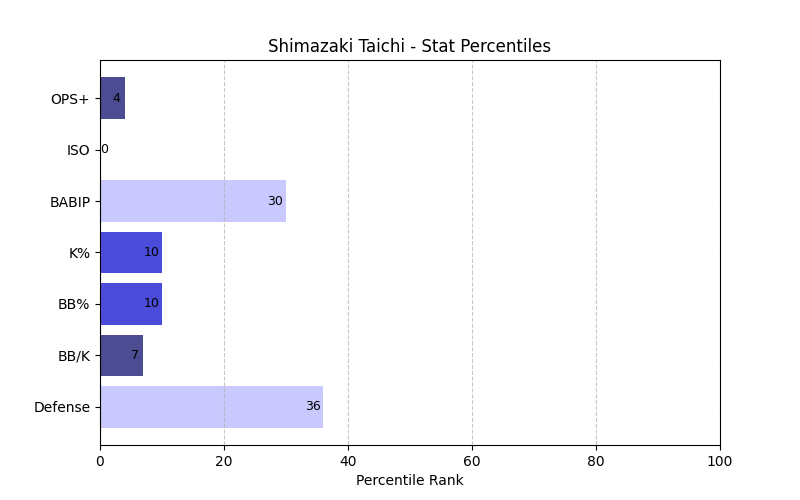 Shimazaki Taichi - Stat Percentiles
OPS+ 4
ISO 0
BABIP 30
K% 10
BB% 10
BB/K 7
Defense 36
0 20 40 60 80 100
Percentile Rank